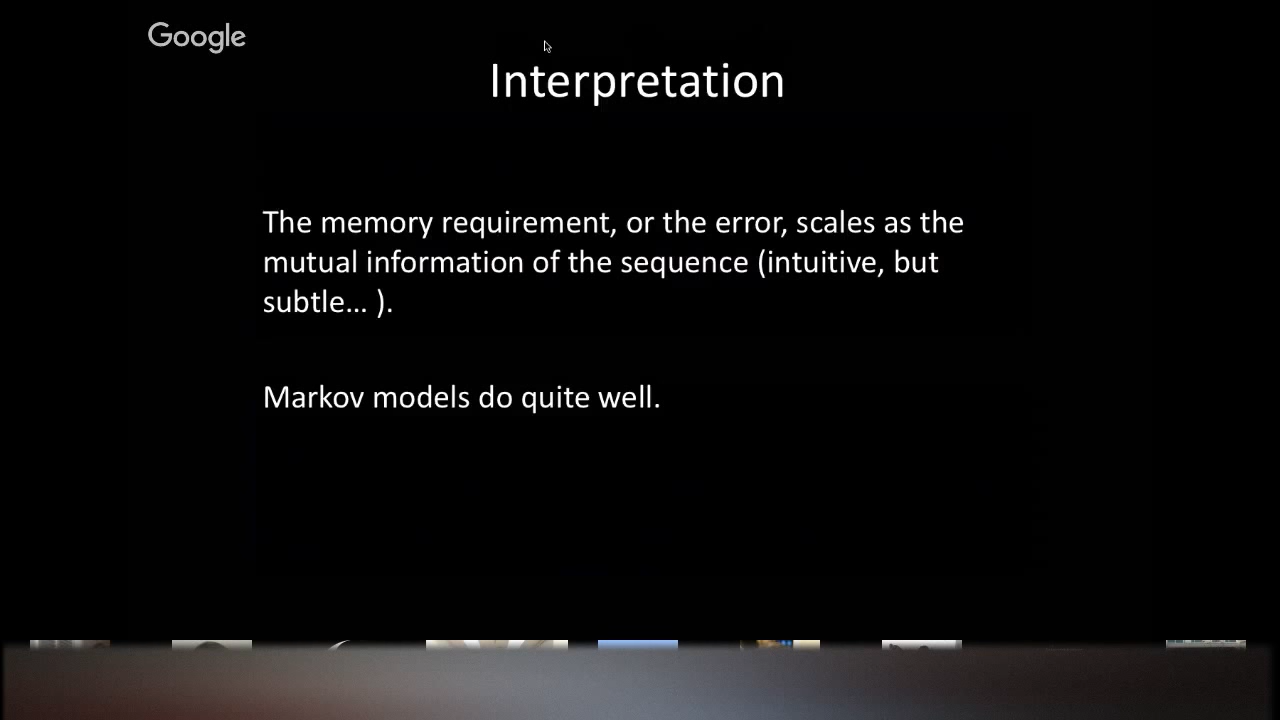 Google
Interpretation
The memory requirement, or the error, scales as the
mutual information of the sequence (intuitive, but
subtle... ).
Markov models do quite well.